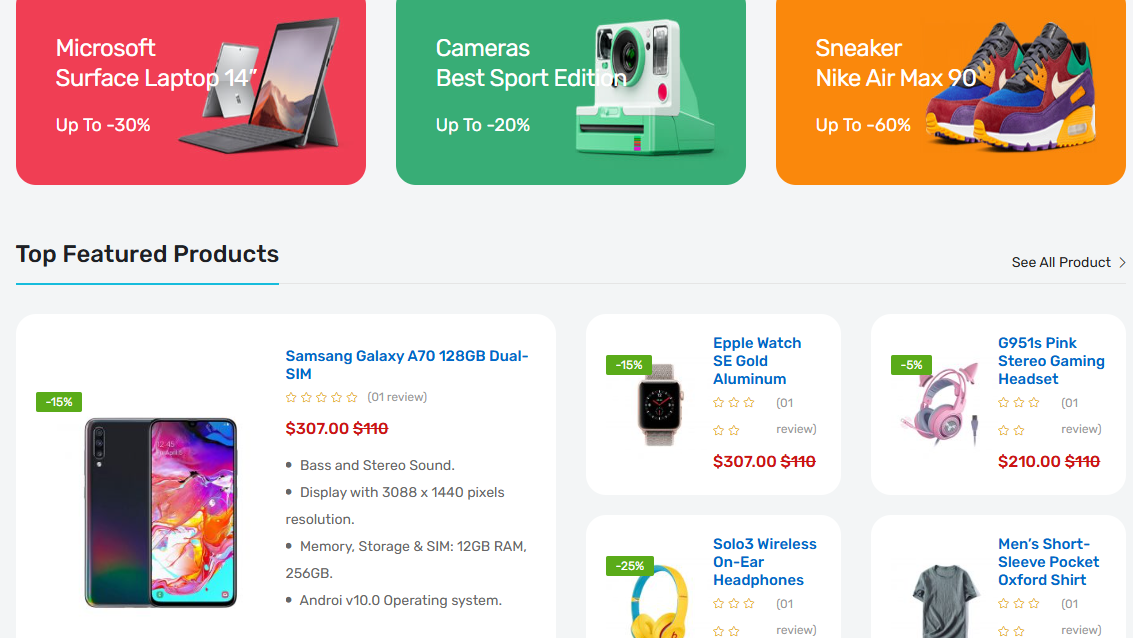 Microsoft
Surface Laptop 14”
Up To -30%
Cameras
Best Sport Edition
Up To -20%
Sneaker
Nike Air Max 90
Up To -60%
Top Featured Products
See All Product
-15%
Samsang Galaxy A70 128GB Dual-
SIM
(01 review)
$307.00 $110
Bass and Stereo Sound.
Display with 3088 x 1440 pixels
resolution.
Memory, Storage & SIM: 12GB RAM,
256GB.
Androi v10.0 Operating system.
-15%
Epple Watch
SE Gold
Aluminum
(01
review)
$307.00 $110
-5%
G951s Pink
Stereo Gaming
Headset
(01
review)
$210.00 $110
-25%
Solo3 Wireless
On-Ear
Headphones
(01
review)
Men’s Short-
Sleeve Pocket
Oxford Shirt
(01
review)